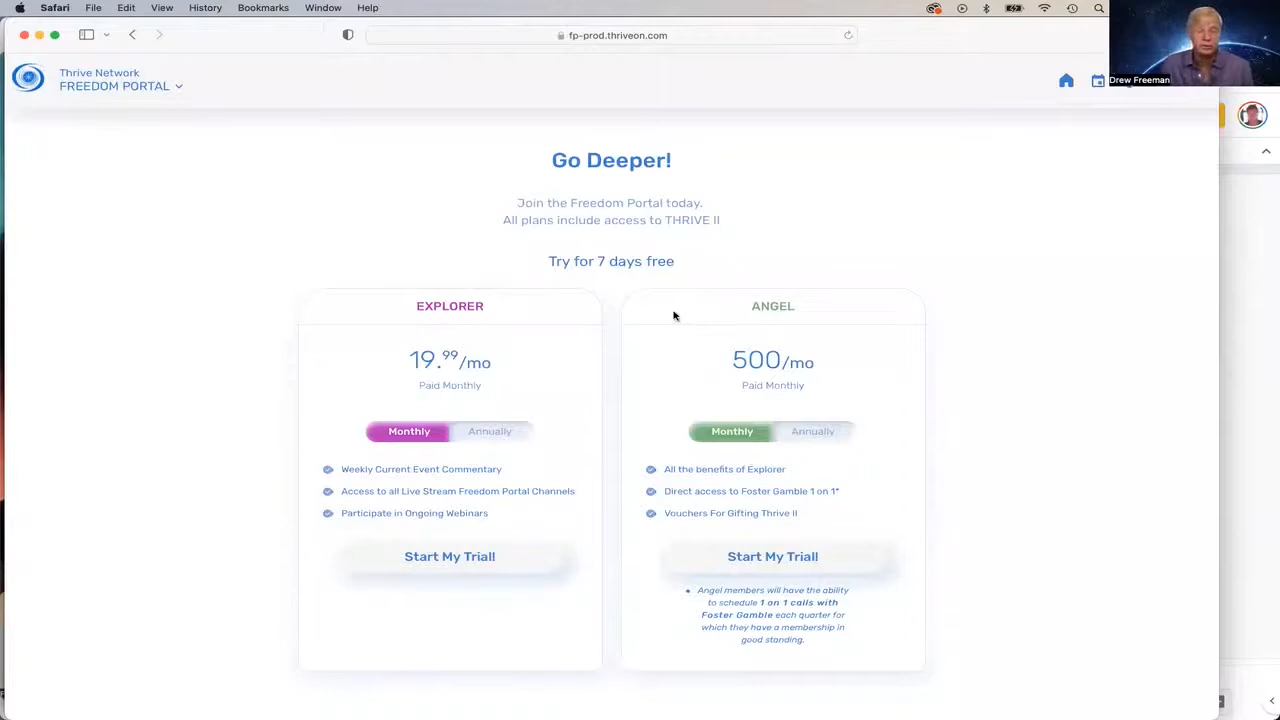 Safari File Edit View History Bookmarks Window Help
fp-prod.thriveon.com
Thrive Network
FREEDOM PORTAL
Drew Freeman
Go Deeper!
Join the Freedom Portal today.
All plans include access to THRIVE II
Try for 7 days free
EXPLORER
19.99/mo
Paid Monthly
Monthly Annually
Weekly Current Event Commentary
Access to all Live Stream Freedom Portal Channels
Participate in Ongoing Webinars
Start My Trial!
ANGEL
500/mo
Paid Monthly
Monthly Annually
All the benefits of Explorer
Direct access to Foster Gamble 1 on 1*
Vouchers For Gifting Thrive II
Start My Trial!
Angel members will have the ability
to schedule 1 on 1 calls with
Foster Gamble each quarter for
which they have a membership in
good standing.